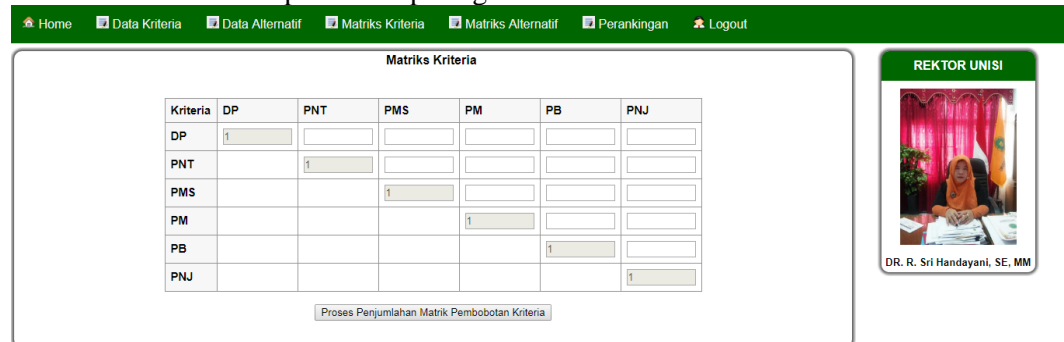 Home Data Kriteria Data Alternatif Matriks Kriteria Matriks Alternatif Perankingan Logout
Matriks Kriteria
REKTOR UNISI
Kriteria DP PNT PMS PM PB PNJ
DP 1
PNT 1
PMS 1
PM 1
PB 1
PNJ 1
DR. R. Sri Handayani, SE, MM
Proses Penjumlahan Matrik Pembobotan Kriteria